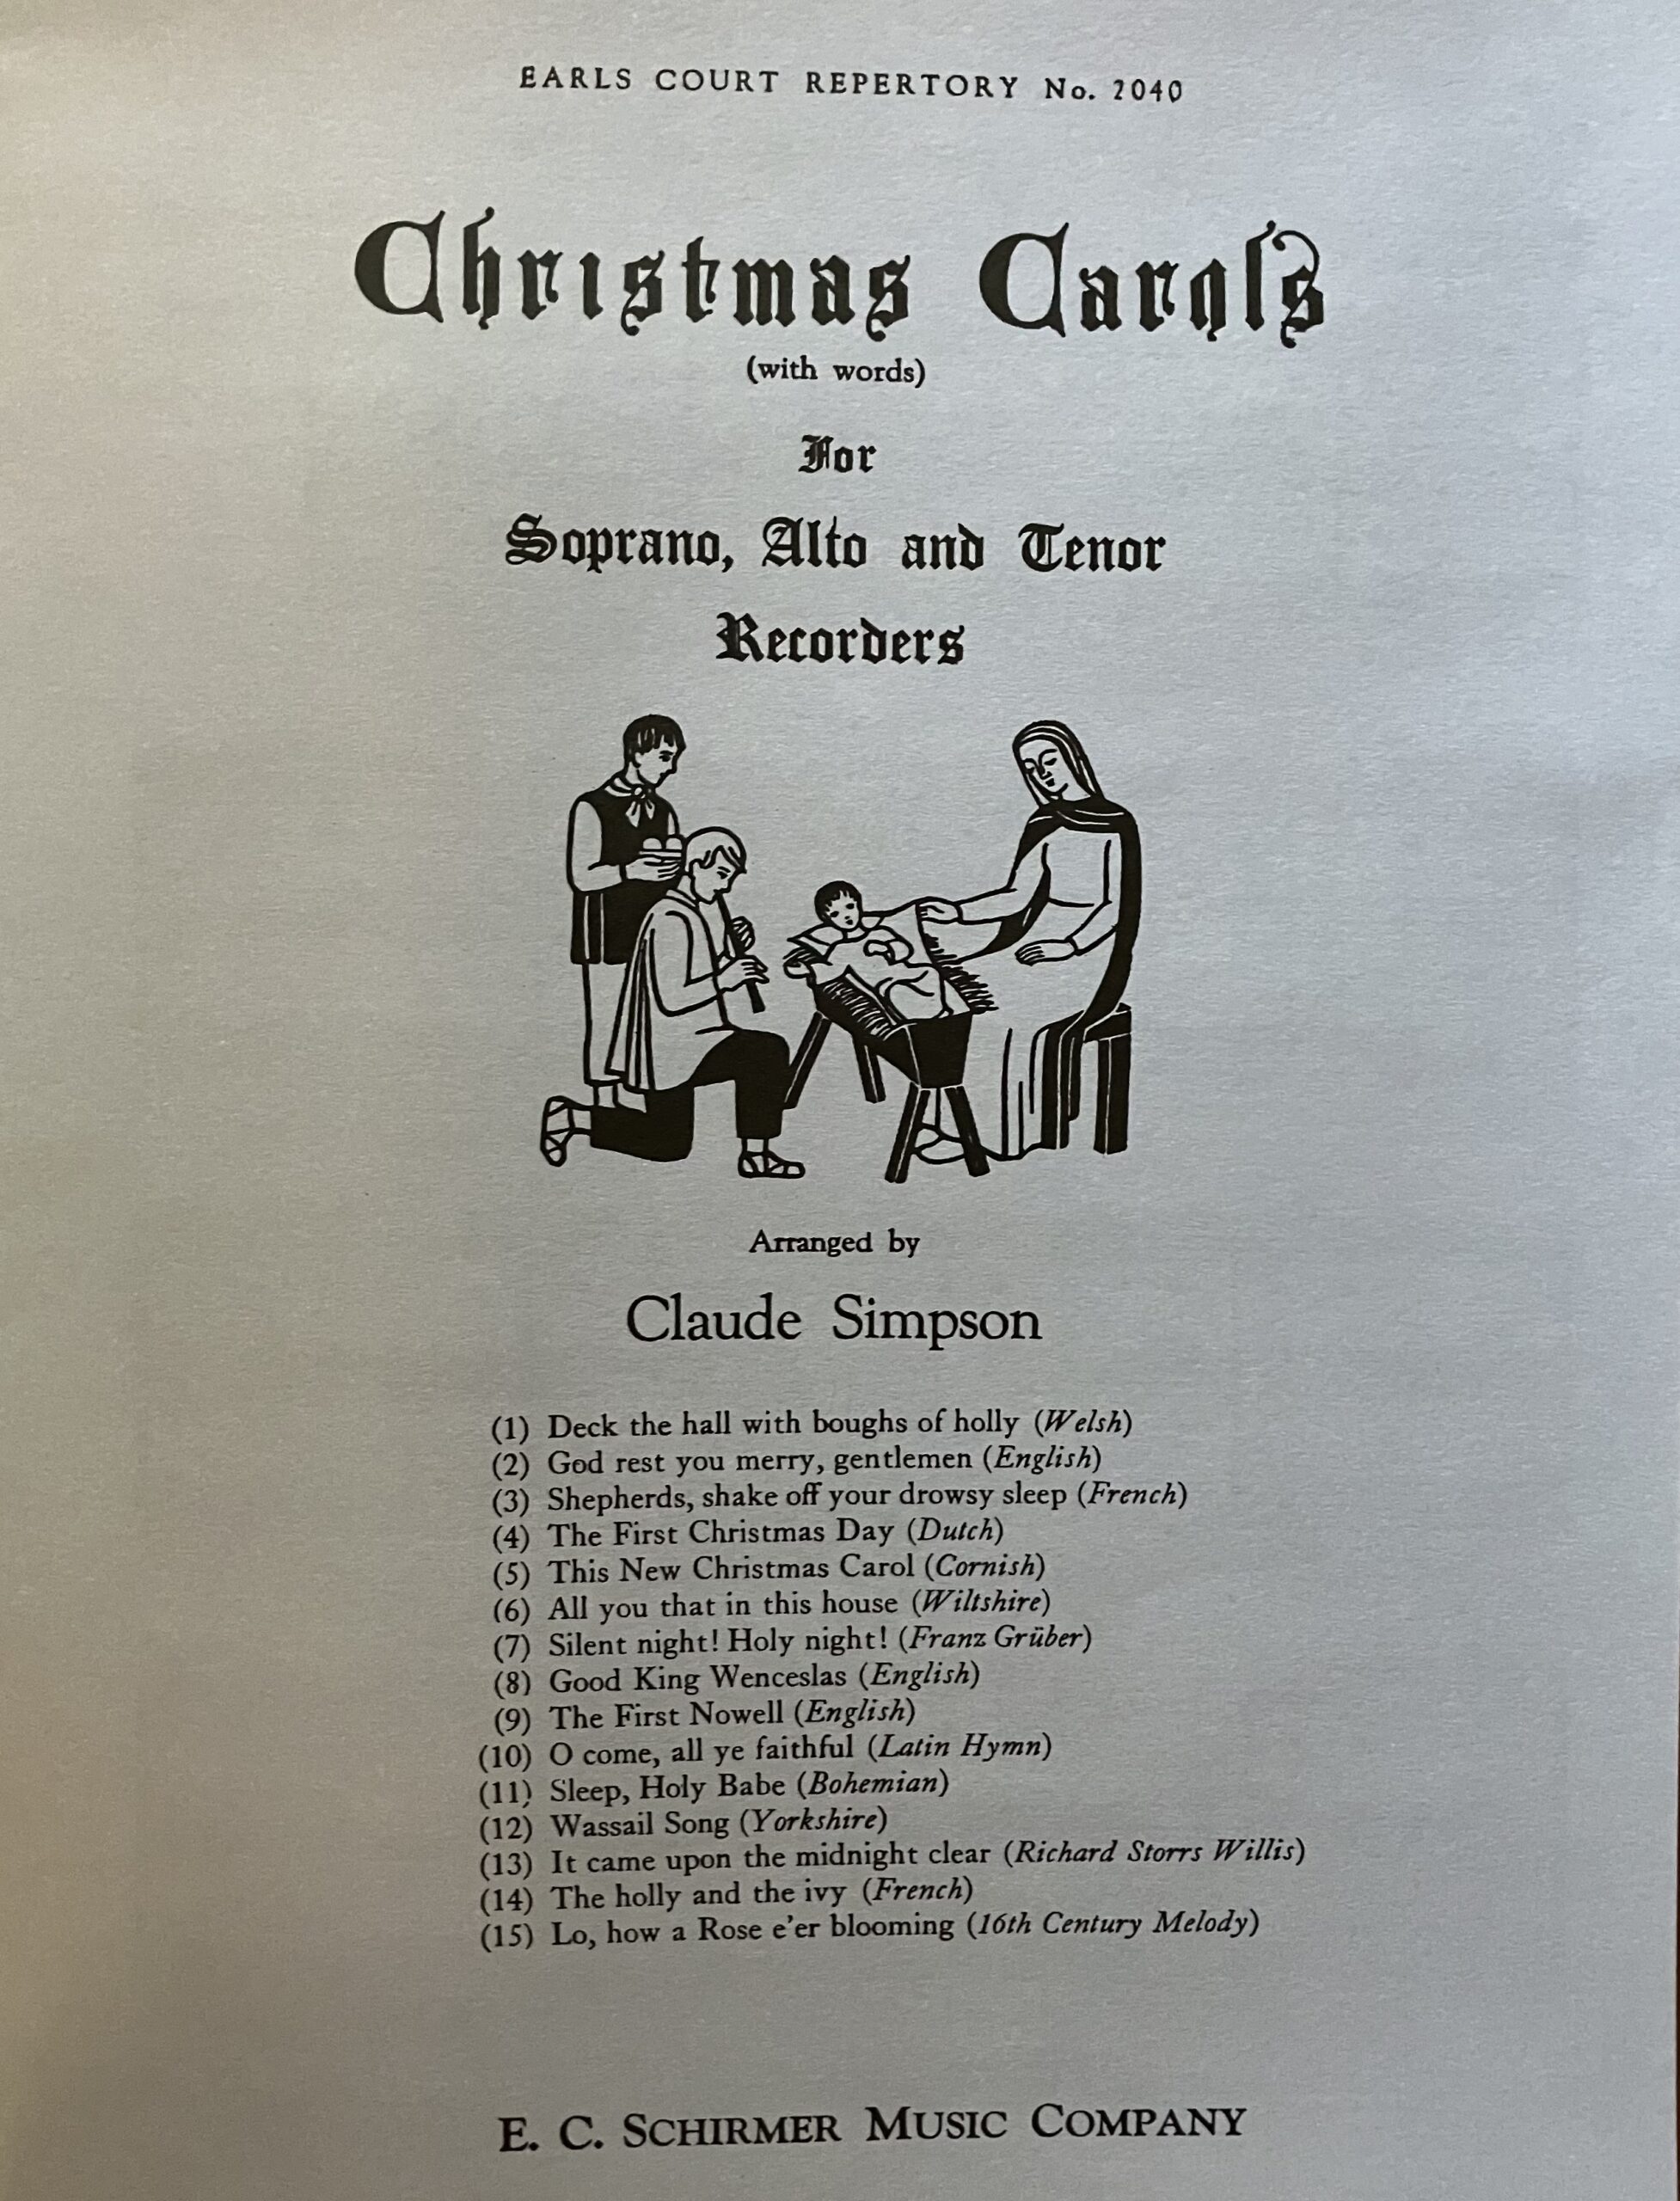 EARLS COURT REPERTORY No. 2040
Christmas Carols
(with words)
For
Soprano, Alto and Tenor
Recorders
Arranged by
Claude Simpson
(1) Deck the hall with boughs of holly (Welsh)
(2) God rest you merry, gentlemen (English)
(3) Shepherds, shake off your drowsy sleep (French)
(4) The First Christmas Day (Dutch)
(5) This New Christmas Carol (Cornish)
(6) All you that in this house (Wiltshire)
(7) Silent night! Holy night! (Franz Grüber)
(8) Good King Wenceslas (English)
(9) The First Nowell (English)
(10) O come, all ye faithful (Latin Hymn)
(11) Sleep, Holy Babe (Bohemian)
(12) Wassail Song (Yorkshire)
(13) It came upon the midnight clear (Richard Storrs Willis)
(14) The holly and the ivy (French)
(15) Lo, how a Rose e'er blooming (16th Century Melody)
E. C. SCHIRMER MUSIC COMPANY